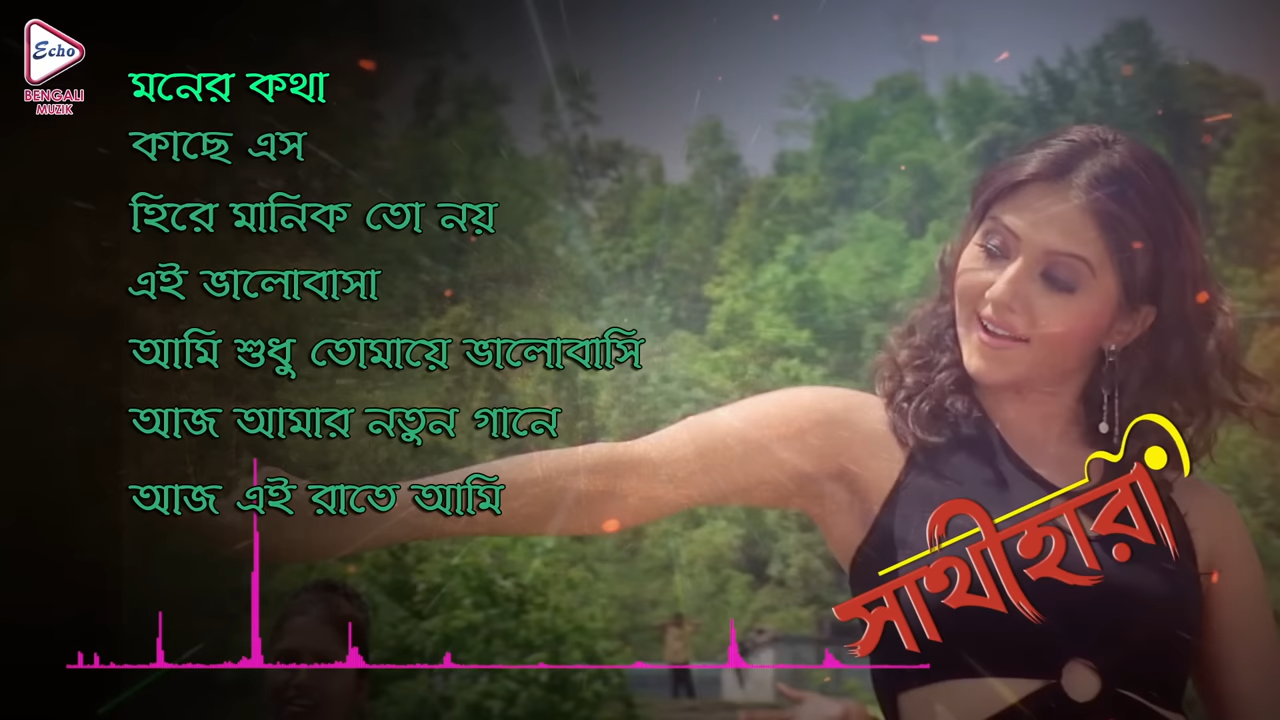 Echo
BENGALI
MUZIK
মনের কথা
কাছে এস
হিরে মানিক তো নয়
এই ভালোবাসা
আমি শুধু তোমায়ে ভালোবাসি
আজ আমার নতুন গানে
আজ এই রাতে আমি
সাথীহারা